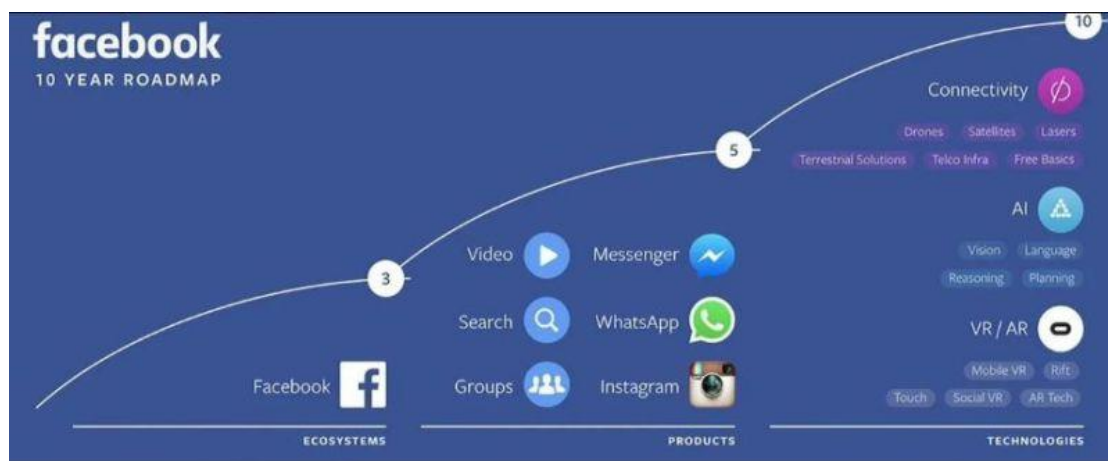 facebook
10 YEAR ROADMAP
3
5
10
Facebook
f
ECOSYSTEMS
Video
Messenger
Search
WhatsApp
Groups
Instagram
PRODUCTS
Connectivity
Drones Satellites Lasers
Terrestrial Solutions Telco Infra Free Basics
AI
Vision Language
Reasoning Planning
VR / AR
Mobile VR Rift
Touch Social VR AR Tech
TECHNOLOGIES